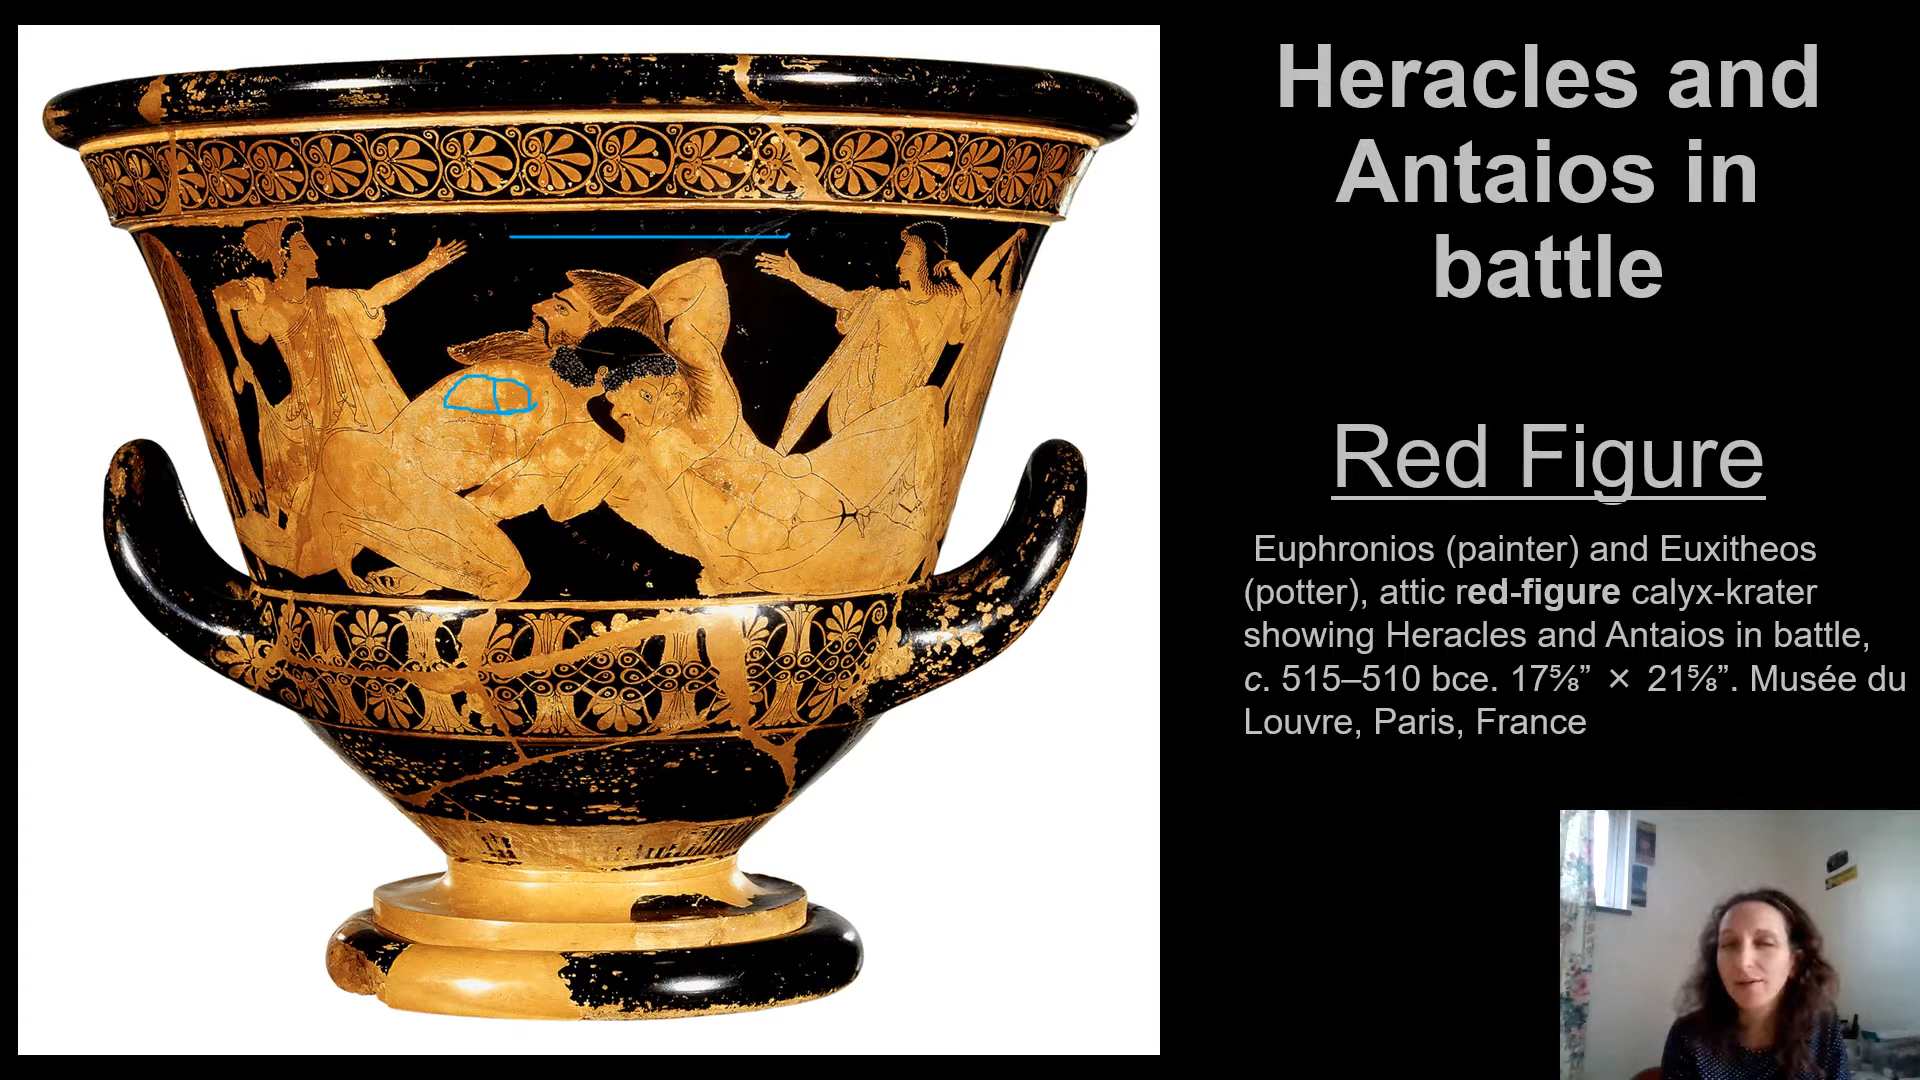 Heracles and
Antaios in
battle
Red Figure
Euphronios (painter) and Euxitheos
(potter), attic red-figure calyx-krater
showing Heracles and Antaios in battle,
c. 515–510 bce. 17⅝” × 21⅝”. Musée du
Louvre, Paris, France